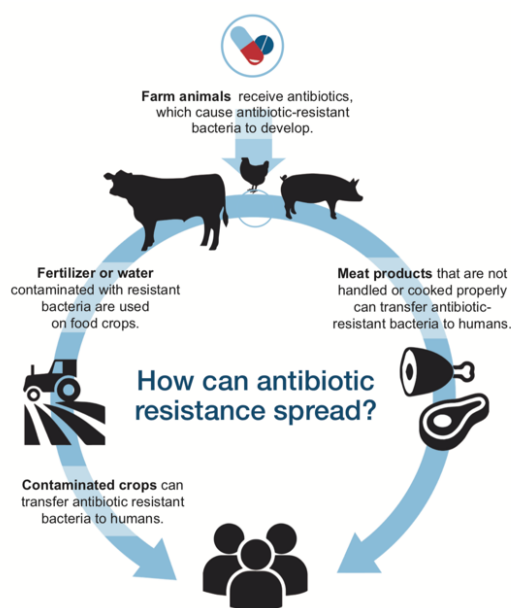 Farm animals receive antibiotics,
which cause antibiotic-resistant
bacteria to develop.
Fertilizer or water
contaminated with resistant
bacteria are used
on food crops.
Meat products that are not
handled or cooked properly
can transfer antibiotic-
resistant bacteria to humans.
How can antibiotic
resistance spread?
Contaminated crops can
transfer antibiotic resistant
bacteria to humans.